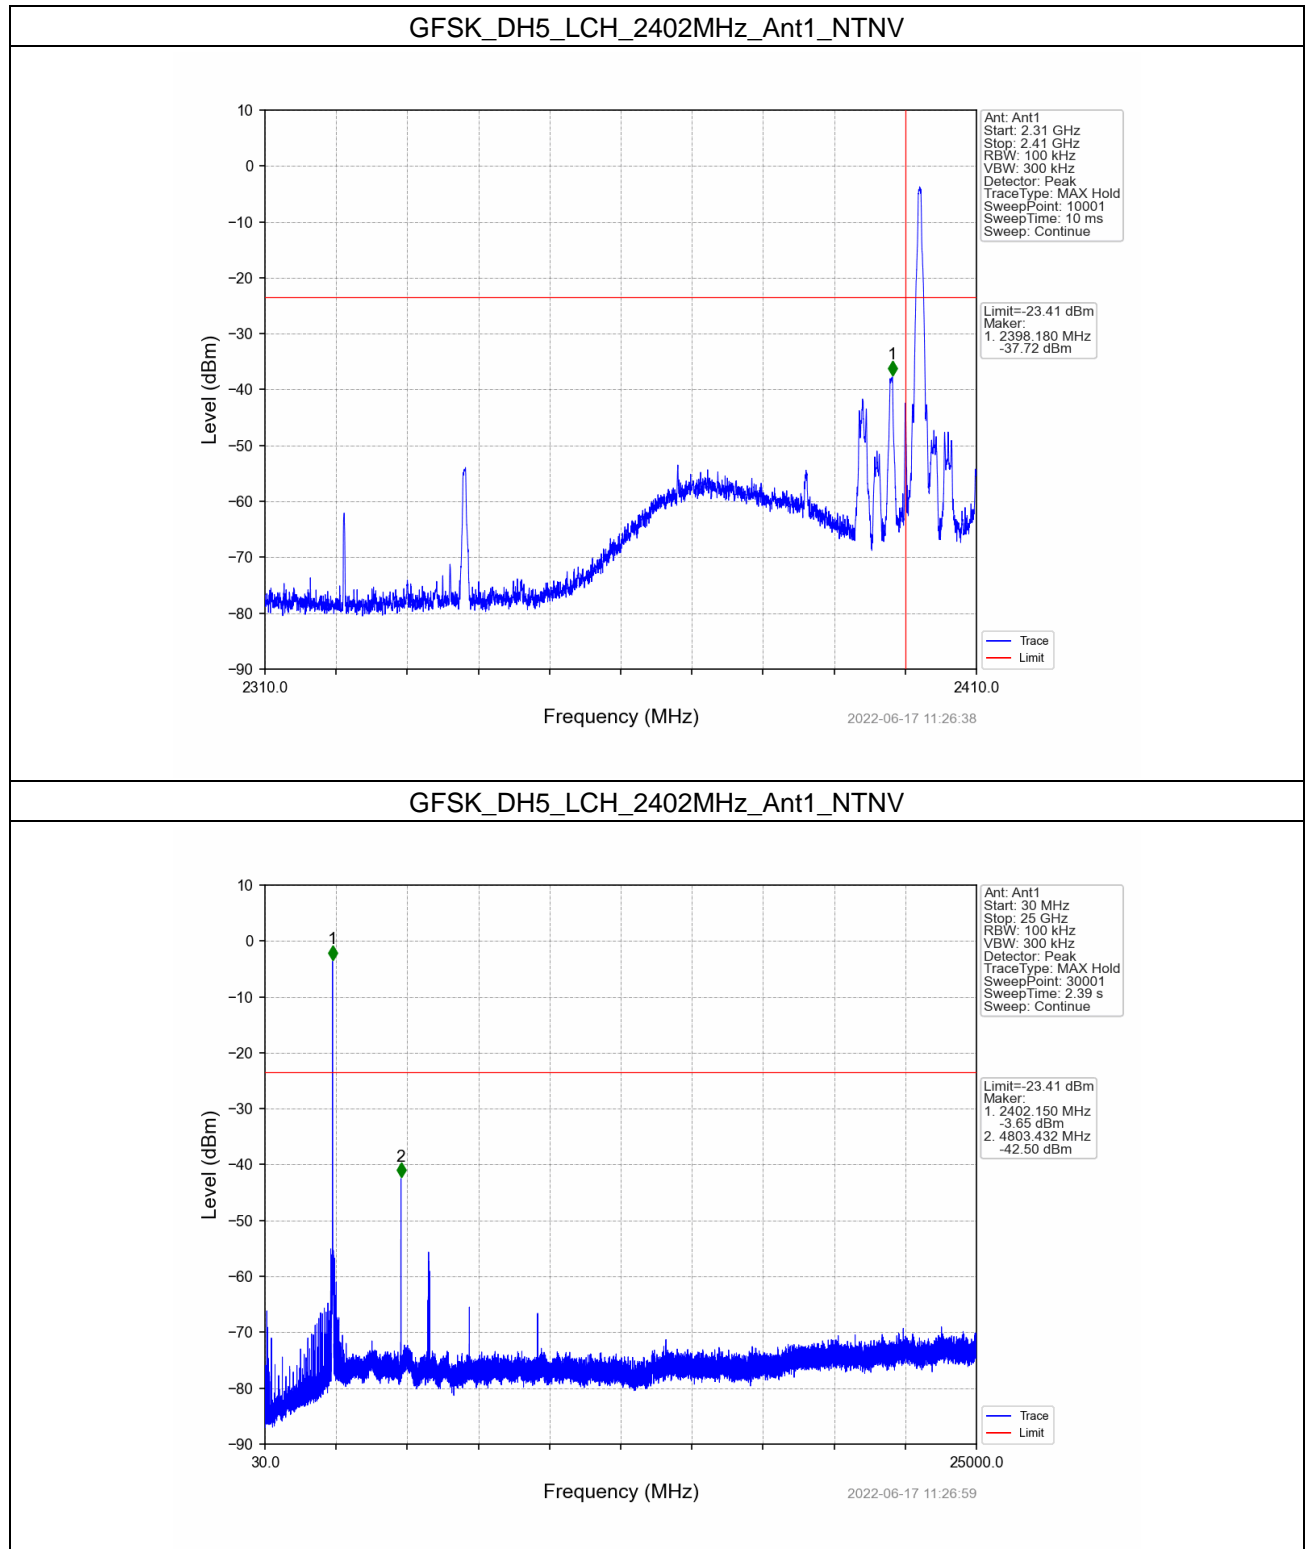 GFSK_DH5_LCH_2402MHz_Ant1_NTNV
10
0
−10
−20
−30
−40
−50
−60
−70
−80
−90
Level (dBm)
1
2310.0
2410.0
Frequency (MHz)
2022-06-17 11:26:38
Ant: Ant1
Start: 2.31 GHz
Stop: 2.41 GHz
RBW: 100 kHz
VBW: 300 kHz
Detector: Peak
TraceType: MAX Hold
SweepPoint: 10001
SweepTime: 10 ms
Sweep: Continue
Limit=-23.41 dBm
Maker:
1. 2398.180 MHz
-37.72 dBm
Trace
Limit
GFSK_DH5_LCH_2402MHz_Ant1_NTNV
10
0
−10
−20
−30
−40
−50
−60
−70
−80
−90
Level (dBm)
1
2
30.0
25000.0
Frequency (MHz)
2022-06-17 11:26:59
Ant: Ant1
Start: 30 MHz
Stop: 25 GHz
RBW: 100 kHz
VBW: 300 kHz
Detector: Peak
TraceType: MAX Hold
SweepPoint: 30001
SweepTime: 2.39 s
Sweep: Continue
Limit=-23.41 dBm
Maker:
1. 2402.150 MHz
-3.65 dBm
2. 4803.432 MHz
-42.50 dBm
Trace
Limit